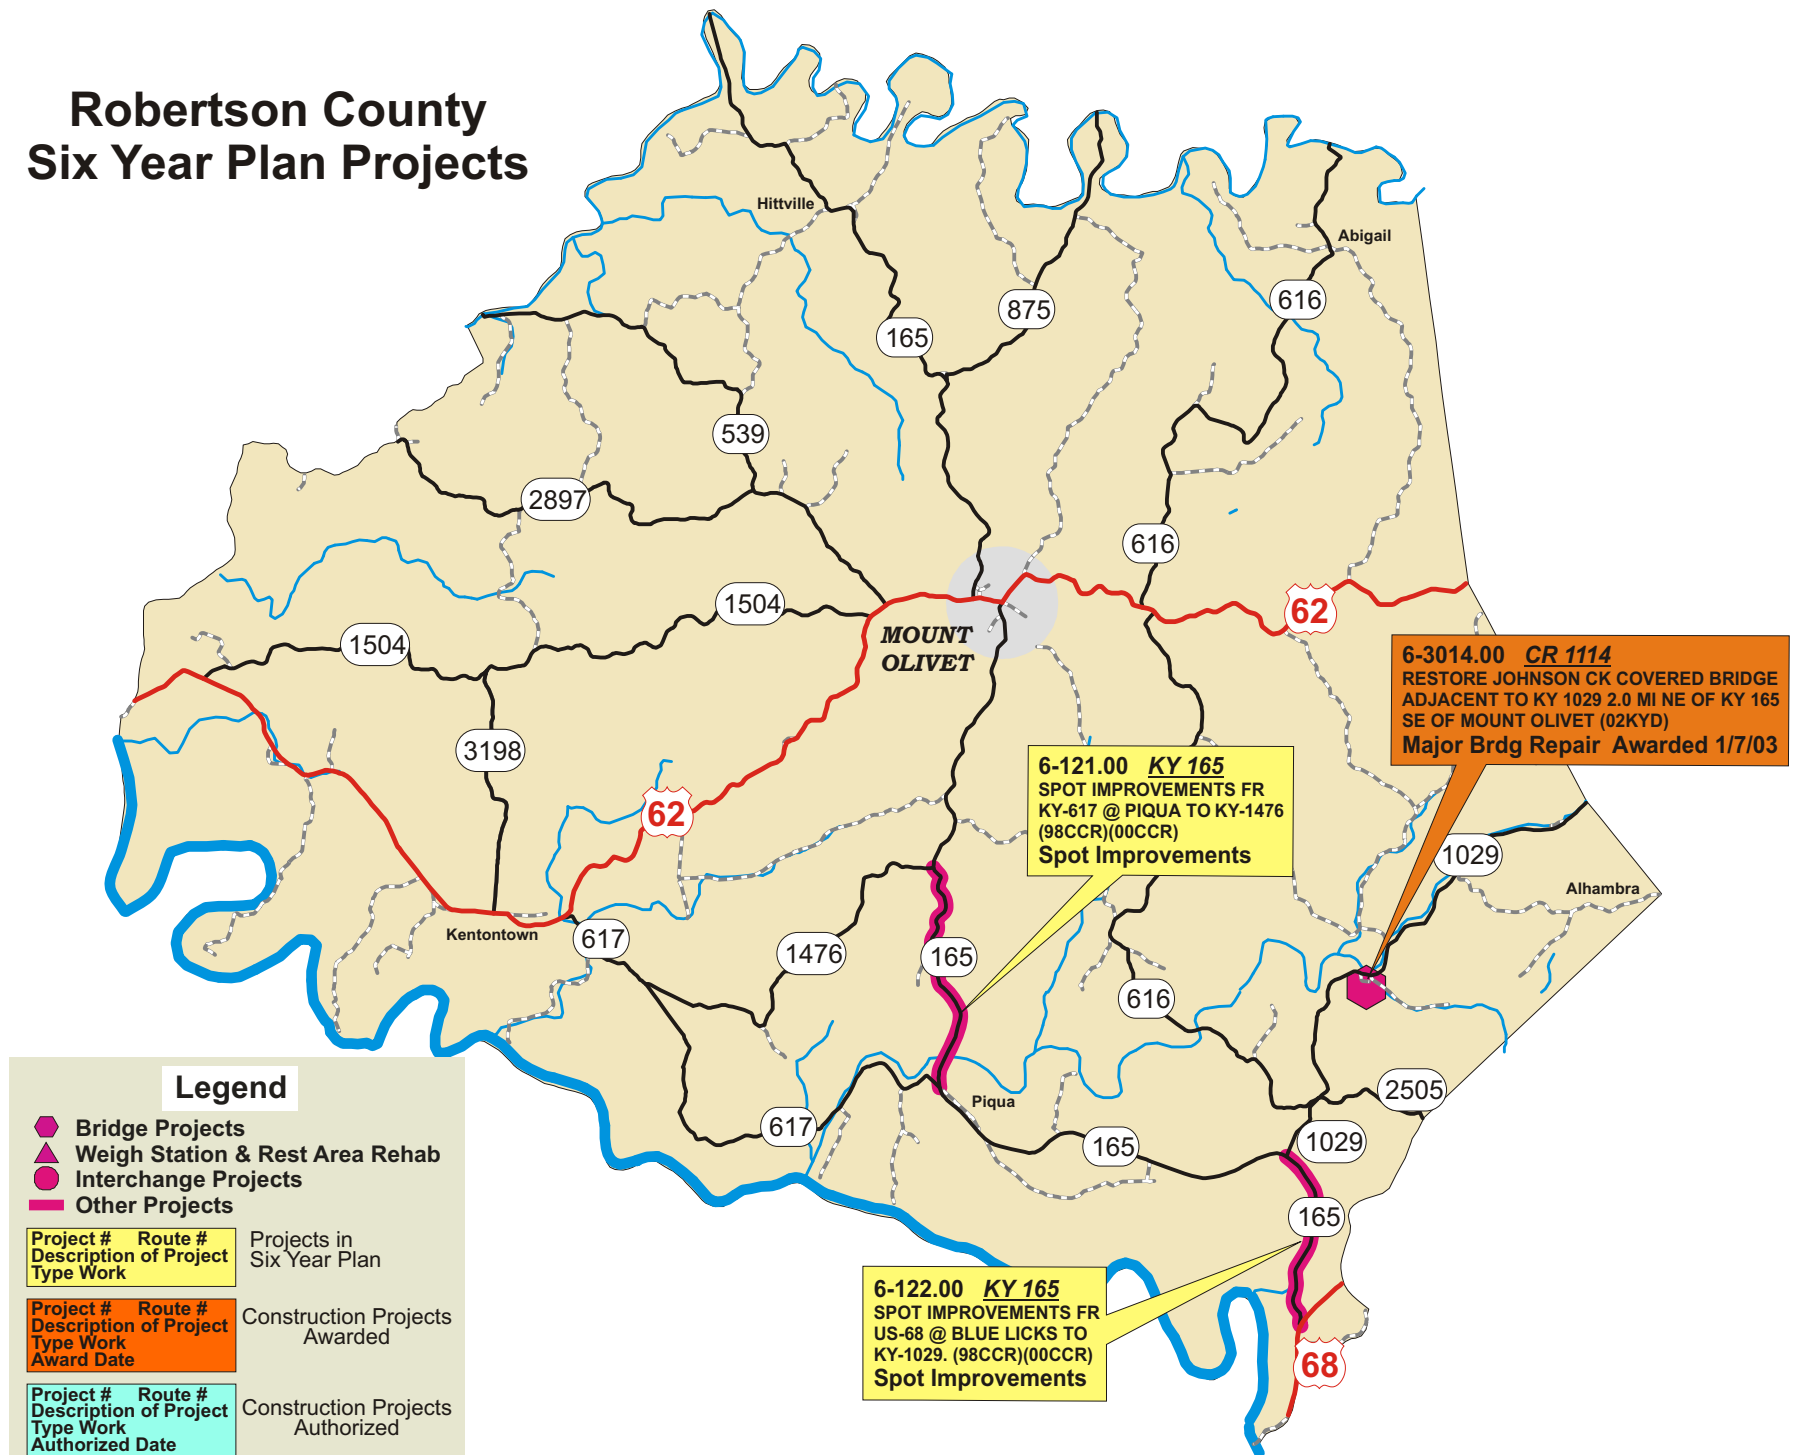 Robertson County
Six Year Plan Projects
Hittville
Abigail
616
875
165
539
2897
616
1504
62
1504
MOUNT
OLIVET
6-3014.00 CR 1114
RESTORE JOHNSON CK COVERED BRIDGE
ADJACENT TO KY 1029 2.0 MI NE OF KY 165
SE OF MOUNT OLIVET (02KYD)
Major Brdg Repair Awarded 1/7/03
3198
6-121.00 KY 165
SPOT IMPROVEMENTS FR
KY-617 @ PIQUA TO KY-1476
(98CCR)(00CCR)
Spot Improvements
62
1029
Alhambra
Kentontown
617
1476
165
616
2505
Piqua
617
165
1029
165
6-122.00 KY 165
SPOT IMPROVEMENTS FR
US-68 @ BLUE LICKS TO
KY-1029. (98CCR)(00CCR)
Spot Improvements
68
Legend
Bridge Projects
Weigh Station & Rest Area Rehab
Interchange Projects
Other Projects
Project # Route #
Description of Project
Type Work
Projects in
Six Year Plan
Project # Route #
Description of Project
Type Work
Award Date
Construction Projects
Awarded
Project # Route #
Description of Project
Type Work
Authorized Date
Construction Projects
Authorized